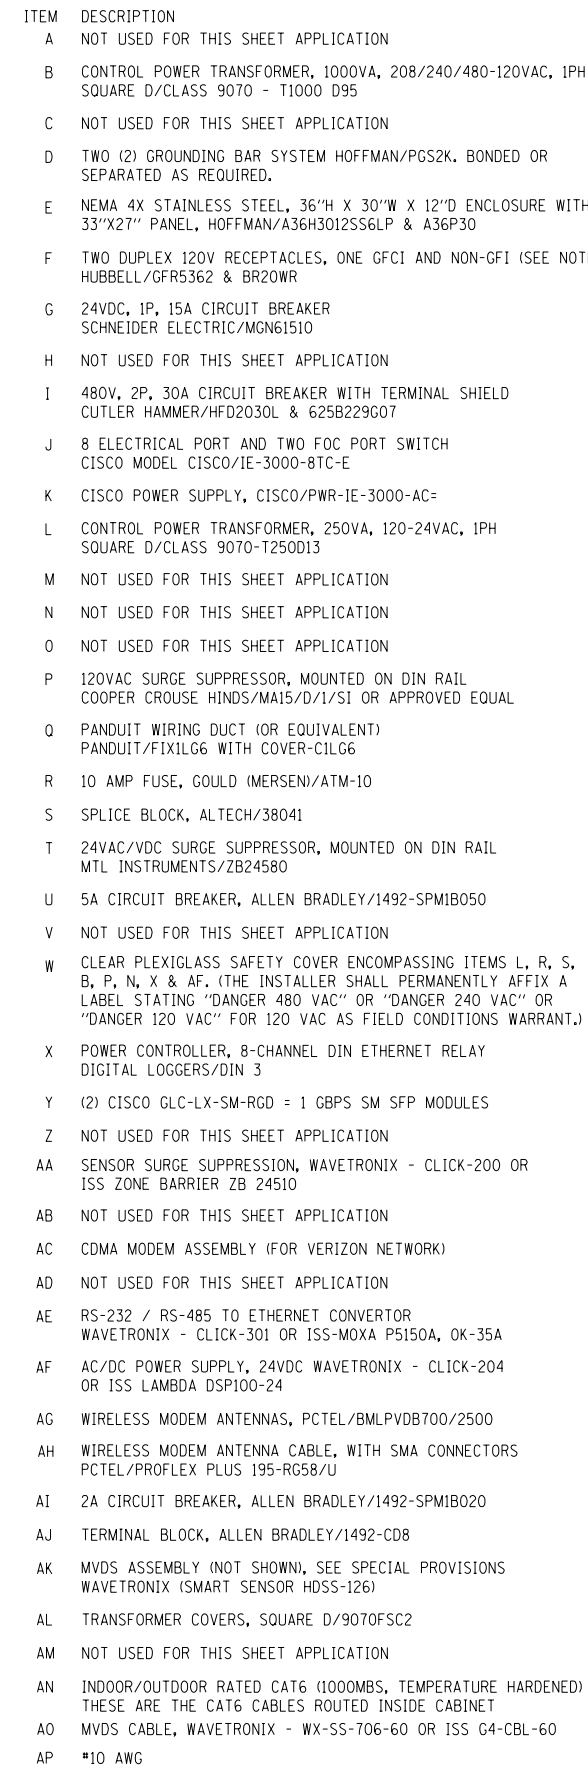 ITEM DESCRIPTION
A NOT USED FOR THIS SHEET APPLICATION
B CONTROL POWER TRANSFORMER, 1000VA, 208/240/480-120VAC, 1PH
SQUARE D/CLASS 9070 - T1000 D95
C NOT USED FOR THIS SHEET APPLICATION
D TWO (2) GROUNDING BAR SYSTEM HOFFMAN/PGS2K. BONDED OR
SEPARATED AS REQUIRED.
E NEMA 4X STAINLESS STEEL, 36"H X 30"W X 12"D ENCLOSURE WITH
33"X27" PANEL, HOFFMAN/A36H3012SS6LP & A36P30
F TWO DUPLEX 120V RECEPTACLES, ONE GFCI AND NON-GFI (SEE NOT
HUBBELL/GFR5362 & BR20WR
G 24VDC, 1P, 15A CIRCUIT BREAKER
SCHNEIDER ELECTRIC/MGN61510
H NOT USED FOR THIS SHEET APPLICATION
I 480V, 2P, 30A CIRCUIT BREAKER WITH TERMINAL SHIELD
CUTLER HAMMER/HFD2030L & 625B229G07
J 8 ELECTRICAL PORT AND TWO FOC PORT SWITCH
CISCO MODEL CISCO/IE-3000-8TC-E
K CISCO POWER SUPPLY, CISCO/PWR-IE-3000-AC=
L CONTROL POWER TRANSFORMER, 250VA, 120-24VAC, 1PH
SQUARE D/CLASS 9070-T250D13
M NOT USED FOR THIS SHEET APPLICATION
N NOT USED FOR THIS SHEET APPLICATION
O NOT USED FOR THIS SHEET APPLICATION
P 120VAC SURGE SUPPRESSOR, MOUNTED ON DIN RAIL
COOPER CROUSE HINDS/MA15/D/1/SI OR APPROVED EQUAL
Q PANDUIT WIRING DUCT (OR EQUIVALENT)
PANDUIT/FIX1LG6 WITH COVER-C1LG6
R 10 AMP FUSE, GOULD (MERSEN)/ATM-10
S SPLICE BLOCK, ALTECH/38041
T 24VAC/VDC SURGE SUPPRESSOR, MOUNTED ON DIN RAIL
MTL INSTRUMENTS/ZB24580
U 5A CIRCUIT BREAKER, ALLEN BRADLEY/1492-SPM1B050
V NOT USED FOR THIS SHEET APPLICATION
W CLEAR PLEXIGLASS SAFETY COVER ENCOMPASSING ITEMS L, R, S,
B, P, N, X & AF. (THE INSTALLER SHALL PERMANENTLY AFFIX A
LABEL STATING "DANGER 480 VAC" OR "DANGER 240 VAC" OR
"DANGER 120 VAC" FOR 120 VAC AS FIELD CONDITIONS WARRANT.)
X POWER CONTROLLER, 8-CHANNEL DIN ETHERNET RELAY
DIGITAL LOGGERS/DIN 3
Y (2) CISCO GLC-LX-SM-RGD = 1 GBPS SM SFP MODULES
Z NOT USED FOR THIS SHEET APPLICATION
AA SENSOR SURGE SUPPRESSION, WAVETRONIX - CLICK-200 OR
ISS ZONE BARRIER ZB 24510
AB NOT USED FOR THIS SHEET APPLICATION
AC CDMA MODEM ASSEMBLY (FOR VERIZON NETWORK)
AD NOT USED FOR THIS SHEET APPLICATION
AE RS-232 / RS-485 TO ETHERNET CONVERTOR
WAVETRONIX - CLICK-301 OR ISS-MOXA P5150A, OK-35A
AF AC/DC POWER SUPPLY, 24VDC WAVETRONIX - CLICK-204
OR ISS LAMBDA DSP100-24
AG WIRELESS MODEM ANTENNAS, PCTEL/BMLPVDB700/2500
AH WIRELESS MODEM ANTENNA CABLE, WITH SMA CONNECTORS
PCTEL/PROFLEX PLUS 195-RG58/U
AI 2A CIRCUIT BREAKER, ALLEN BRADLEY/1492-SPM1B020
AJ TERMINAL BLOCK, ALLEN BRADLEY/1492-CD8
AK MVDS ASSEMBLY (NOT SHOWN), SEE SPECIAL PROVISIONS
WAVETRONIX (SMART SENSOR HDSS-126)
AL TRANSFORMER COVERS, SQUARE D/9070FSC2
AM NOT USED FOR THIS SHEET APPLICATION
AN INDOOR/OUTDOOR RATED CAT6 (1000MBS, TEMPERATURE HARDENED)
THESE ARE THE CAT6 CABLES ROUTED INSIDE CABINET
AO MVDS CABLE, WAVETRONIX - WX-SS-706-60 OR ISS G4-CBL-60
AP #10 AWG